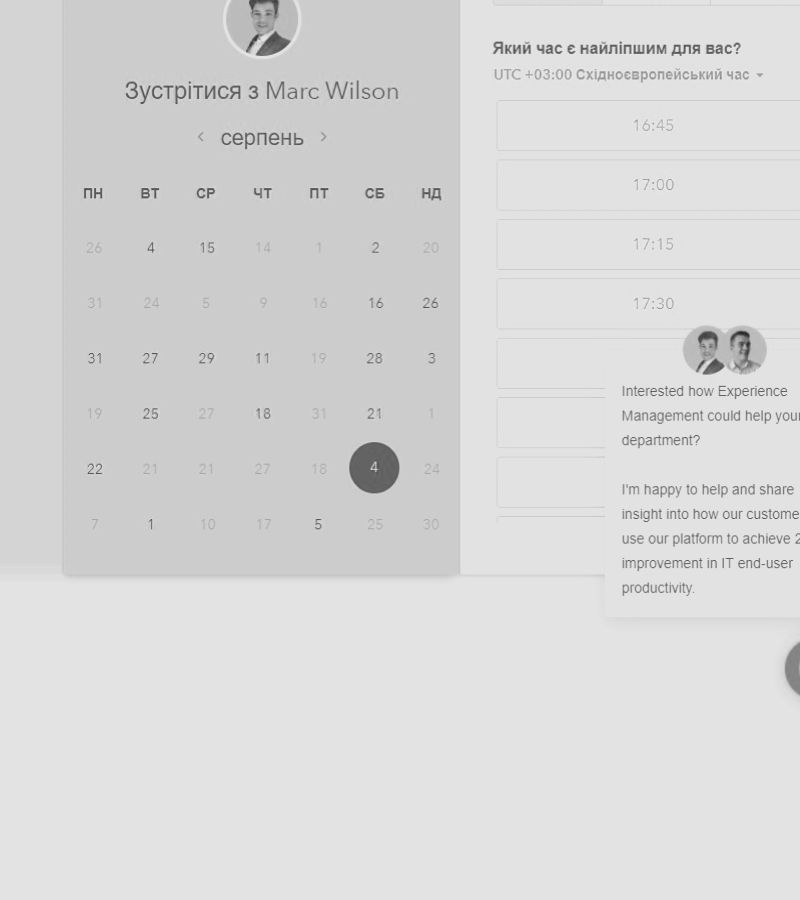 Зустрітися з Marc Wilson
серпень
ПН ВТ СР ЧТ ПТ СБ НД
26 4 15 14 1 2 20
31 24 5 9 16 16 26
31 27 29 11 19 28 3
19 25 27 18 31 21 1
22 21 21 27 18 4 24
7 1 10 17 5 25 30
Який час є найліпшим для вас?
UTC +03:00 Східноєвропейський час
16:45
17:00
17:15
17:30
Interested how Experience
Management could help your
department?
I'm happy to help and share
insight into how our custome
use our platform to achieve 2
improvement in IT end-user
productivity.